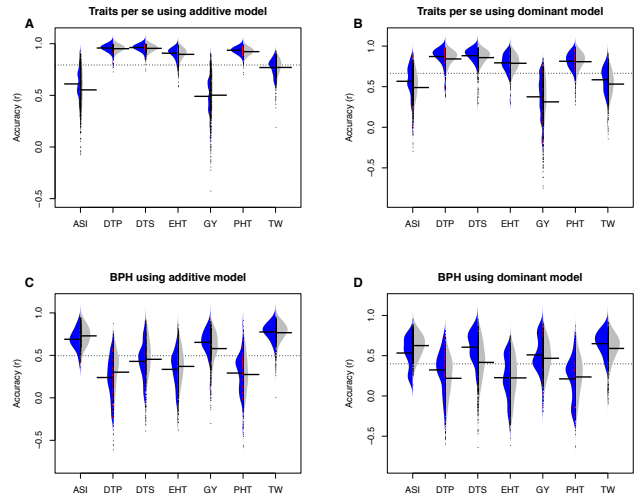 A
Traits per se using additive model
Accuracy (r)
1.0
0.5
0.0
−0.5
ASI DTP DTS EHT GY PHT TW
B
Traits per se using dominant model
Accuracy (r)
1.0
0.5
0.0
−0.5
ASI DTP DTS EHT GY PHT TW
C
BPH using additive model
Accuracy (r)
1.0
0.5
0.0
−0.5
ASI DTP DTS EHT GY PHT TW
D
BPH using dominant model
Accuracy (r)
1.0
0.5
0.0
−0.5
ASI DTP DTS EHT GY PHT TW